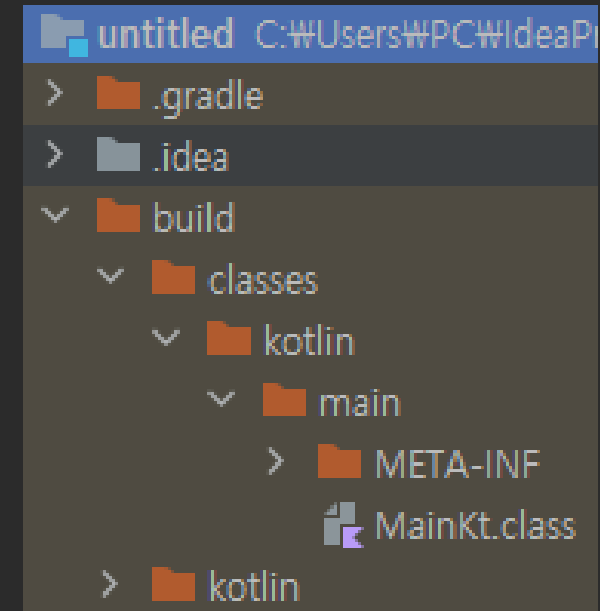 untitled C:₩Users₩PC₩IdeaPr
.gradle
.idea
build
classes
kotlin
main
META-INF
MainKt.class
kotlin